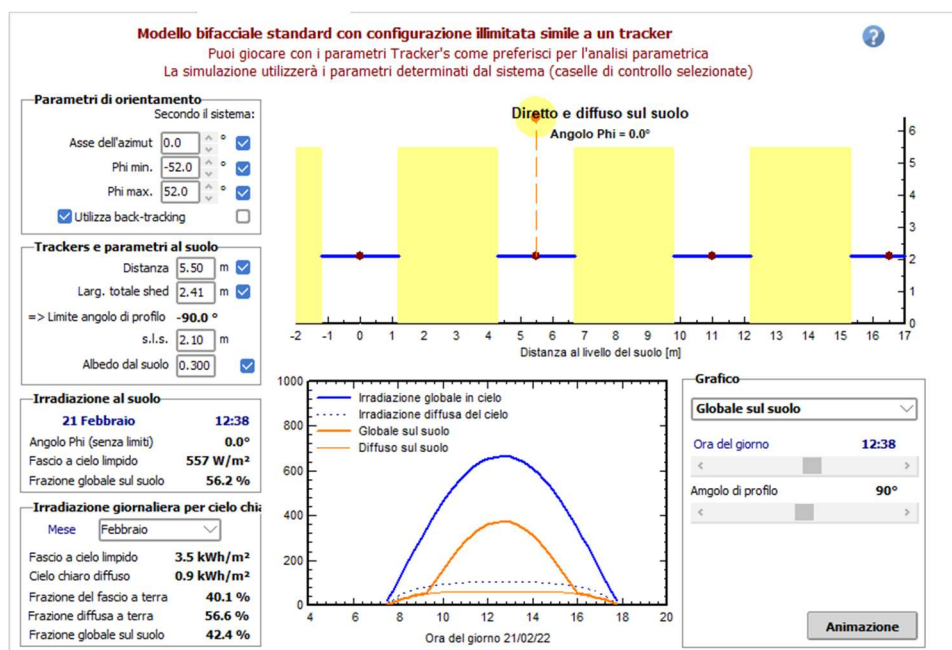 Modello bifacciale standard con configurazione illimitata simile a un tracker
Puoi giocare con i parametri Tracker's come preferisci per l'analisi parametrica
La simulazione utilizzerà i parametri determinati dal sistema (caselle di controllo selezionate)
?
Parametri di orientamento
Secondo il sistema:
Asse dell'azimut 0.0 °
Phi min. -52.0 °
Phi max. 52.0 °
Utilizza back-tracking
Trackers e parametri al suolo
Distanza 5.50 m
Larg. totale shed 2.41 m
=> Limite angolo di profilo -90.0 °
s.l.s. 2.10 m
Albedo dal suolo 0.300
Irradiazione al suolo
21 Febbraio 12:38
Angolo Phi (senza limiti) 0.0°
Fascio a cielo limpido 557 W/m²
Frazione globale sul suolo 56.2 %
Irradiazione giornaliera per cielo chia
Mese Febbraio
Fascio a cielo limpido 3.5 kWh/m²
Cielo chiaro diffuso 0.9 kWh/m²
Frazione del fascio a terra 40.1 %
Frazione diffusa a terra 56.6 %
Frazione globale sul suolo 42.4 %
Diretto e diffuso sul suolo
Angolo Phi = 0.0°
6
5
4
3
2
1
0
-2 -1 0 1 2 3 4 5 6 7 8 9 10 11 12 13 14 15 16 17
Distanza al livello del suolo [m]
1000
800
600
400
200
0
Irradiazione globale in cielo
Irradiazione diffusa del cielo
Globale sul suolo
Diffuso sul suolo
4 6 8 10 12 14 16 18 20
Ora del giorno 21/02/22
Grafico
Globale sul suolo
Ora del giorno 12:38
Amgolo di profilo 90°
Animazione